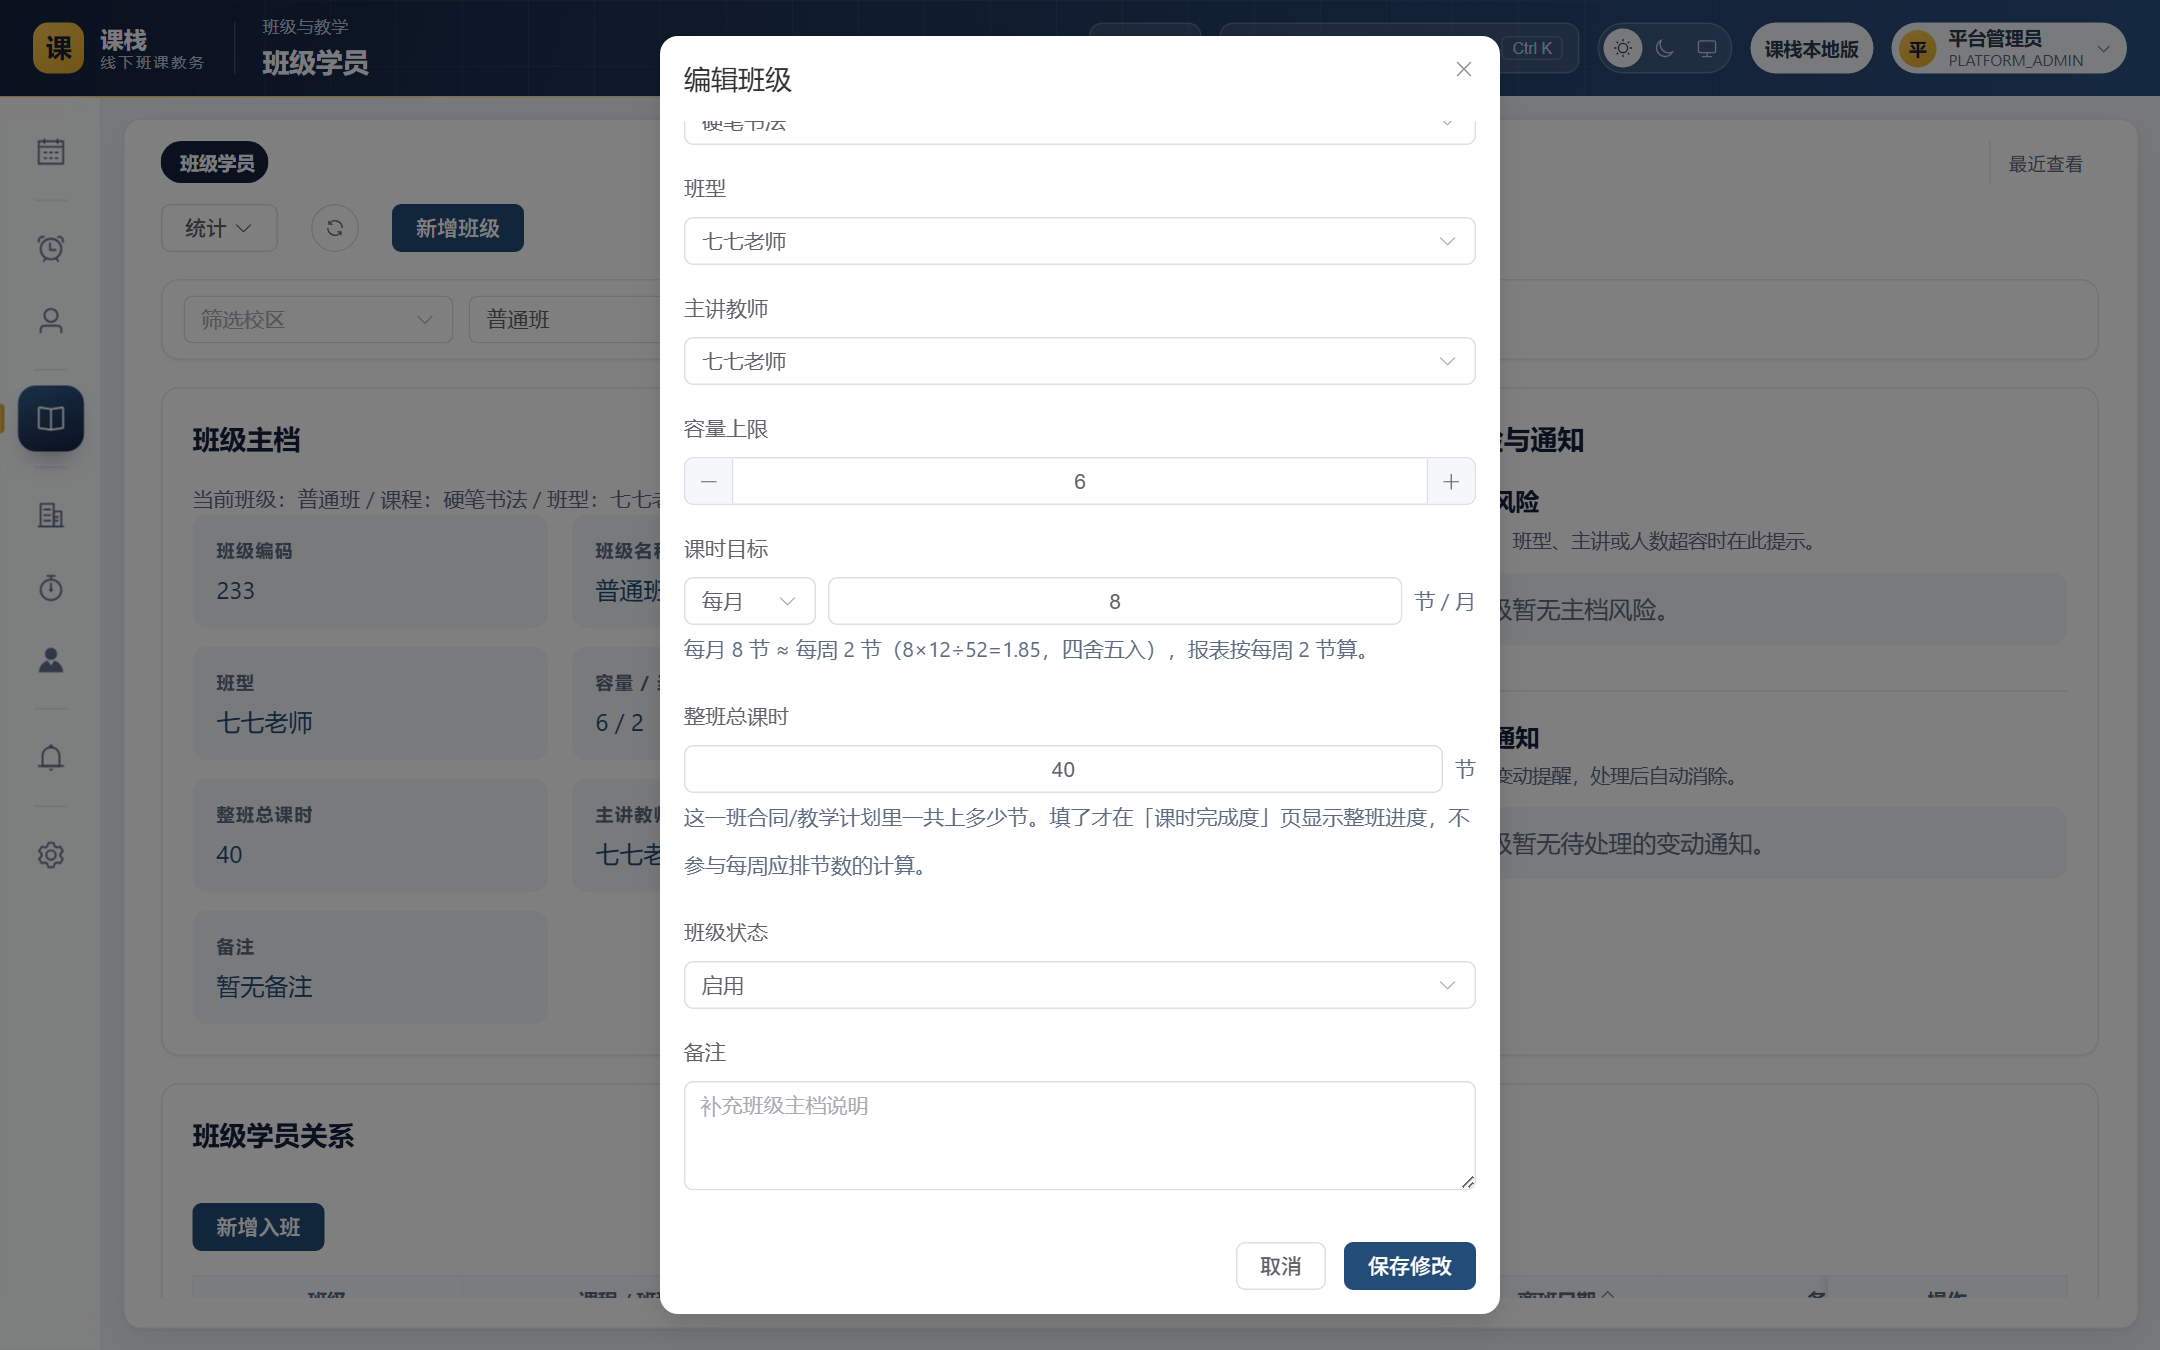 课
课栈
线下班课教务
班级与教学
班级学员
Ctrl K
课栈本地版
平
平台管理员
PLATFORM_ADMIN
班级学员
最近查看
统计
新增班级
筛选校区
普通班
班级主档
当前班级：普通班 / 课程：硬笔书法 / 班型：七七
班级编码
233
班级名
普通班
班型
七七老师
容量 /
6 / 2
整班总课时
40
主讲教
七七老
备注
暂无备注
与通知
风险
班型、主讲或人数超容时在此提示。
暂无主档风险。
通知
变动提醒，处理后自动消除。
暂无待处理的变动通知。
班级学员关系
新增入班
班级
课程 / 班
离班日期
操作
编辑班级
硬笔书法
班型
七七老师
主讲教师
七七老师
容量上限
6
课时目标
每月
8
节 / 月
每月 8 节 ≈ 每周 2 节（8×12÷52=1.85，四舍五入），报表按每周 2 节算。
整班总课时
40
节
这一班合同/教学计划里一共上多少节。填了才在「课时完成度」页显示整班进度，不
参与每周应排节数的计算。
班级状态
启用
备注
补充班级主档说明
取消
保存修改